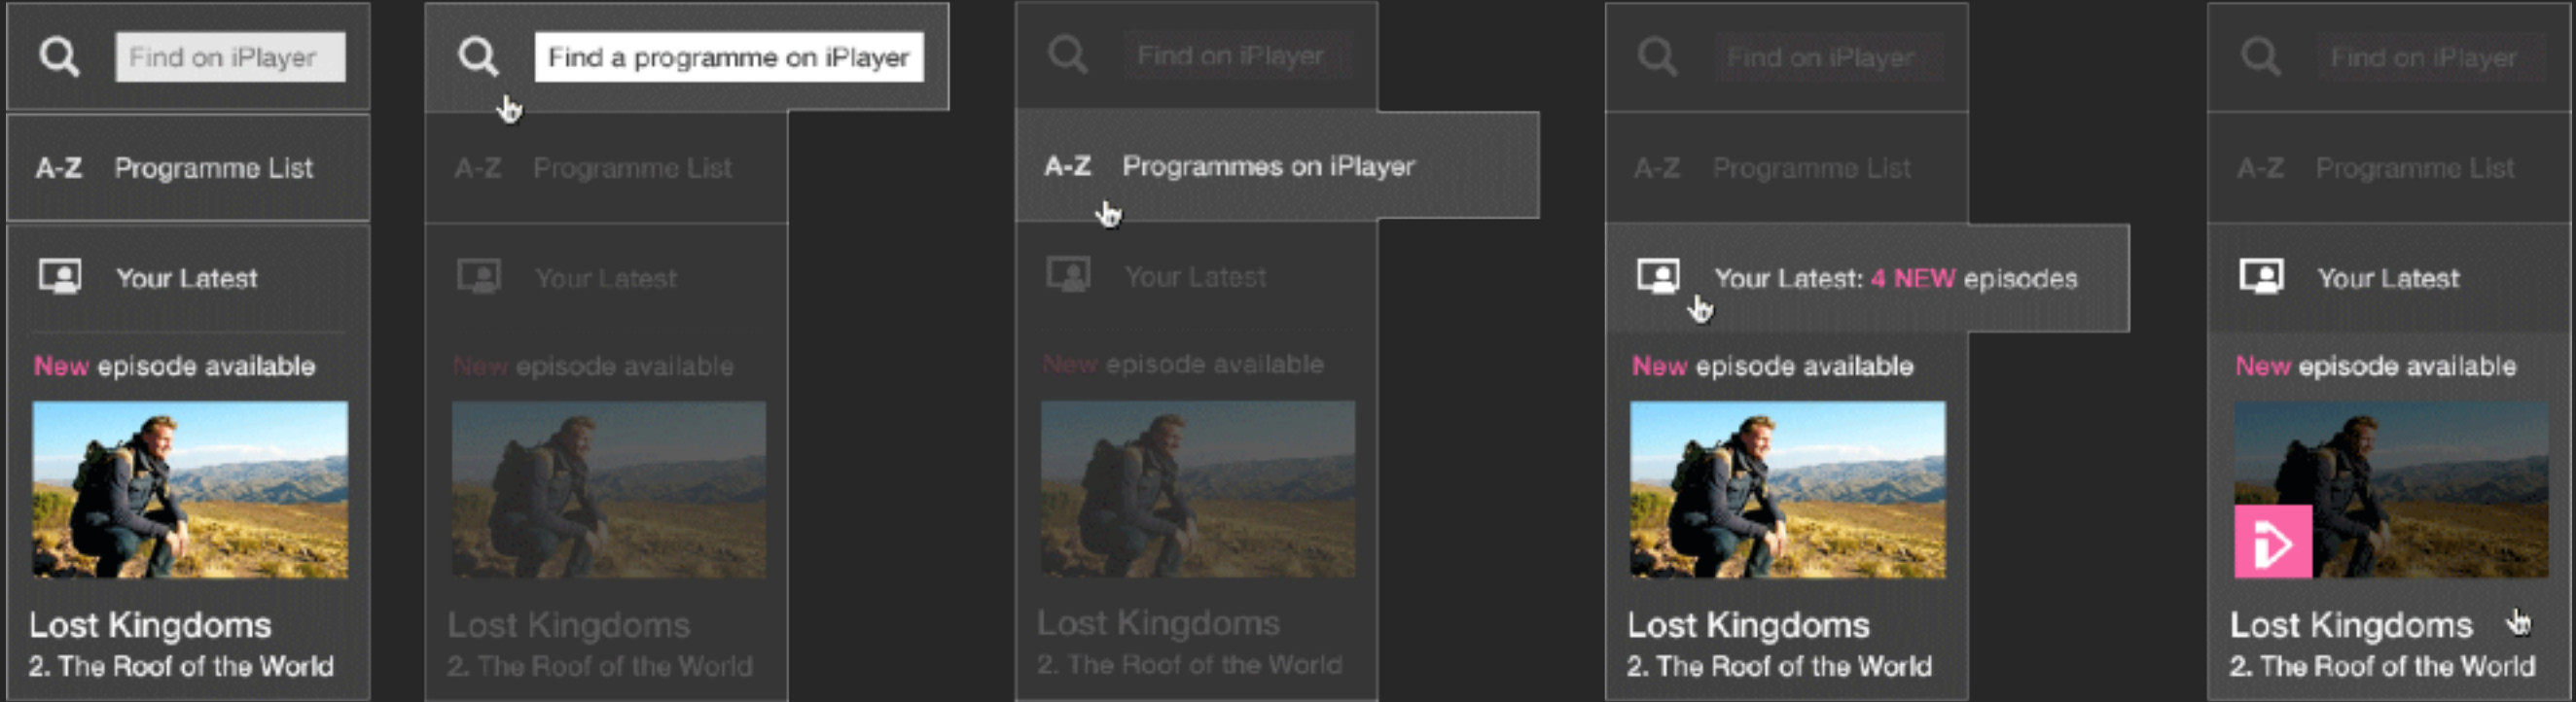 Find on iPlayer
A-Z Programme List
Your Latest
New episode available
Lost Kingdoms
2. The Roof of the World
Find a programme on iPlayer
A-Z Programme List
Your Latest
New episode available
Lost Kingdoms
2. The Roof of the World
Find on iPlayer
A-Z Programmes on iPlayer
Your Latest
New episode available
Lost Kingdoms
2. The Roof of the World
Find on iPlayer
A-Z Programme List
Your Latest: 4 NEW episodes
New episode available
Lost Kingdoms
2. The Roof of the World
Find on iPlayer
A-Z Programme List
Your Latest
New episode available
Lost Kingdoms
2. The Roof of the World